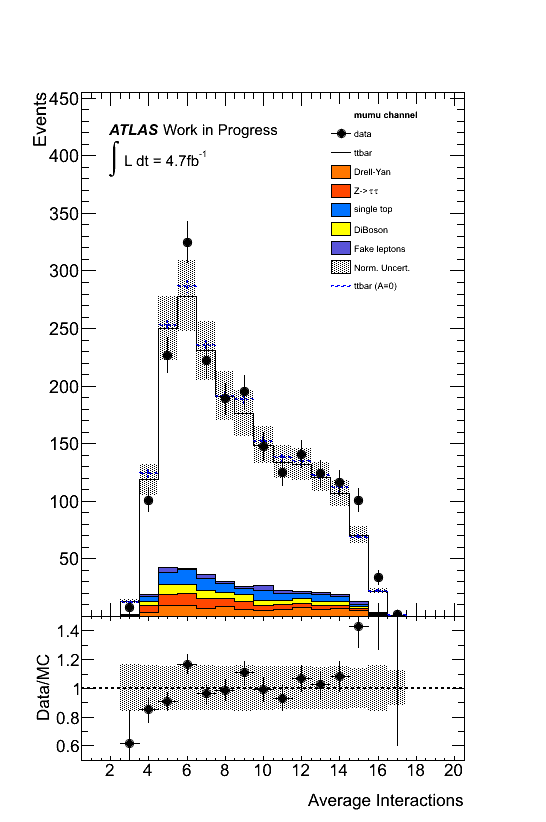 Events
450
400
350
300
250
200
150
100
50
ATLAS Work in Progress
∫ L dt = 4.7fb⁻¹
mumu channel
data
ttbar
Drell-Yan
Z->ττ
single top
DiBoson
Fake leptons
Norm. Uncert.
ttbar (A=0)
Data/MC
1.4
1.2
1
0.8
0.6
2 4 6 8 10 12 14 16 18 20
Average Interactions